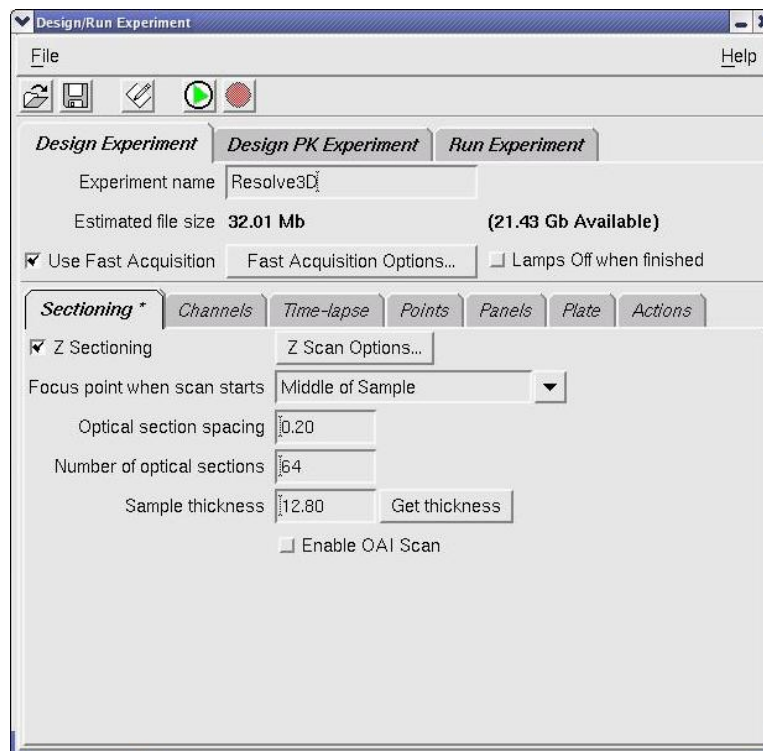 Design/Run Experiment
File Help
Design Experiment Design PK Experiment Run Experiment
Experiment name Resolve3D
Estimated file size 32.01 Mb (21.43 Gb Available)
Use Fast Acquisition Fast Acquisition Options... Lamps Off when finished
Sectioning * Channels Time-lapse Points Panels Plate Actions
Z Sectioning Z Scan Options...
Focus point when scan starts Middle of Sample
Optical section spacing 0.20
Number of optical sections 64
Sample thickness 12.80 Get thickness
Enable OAI Scan